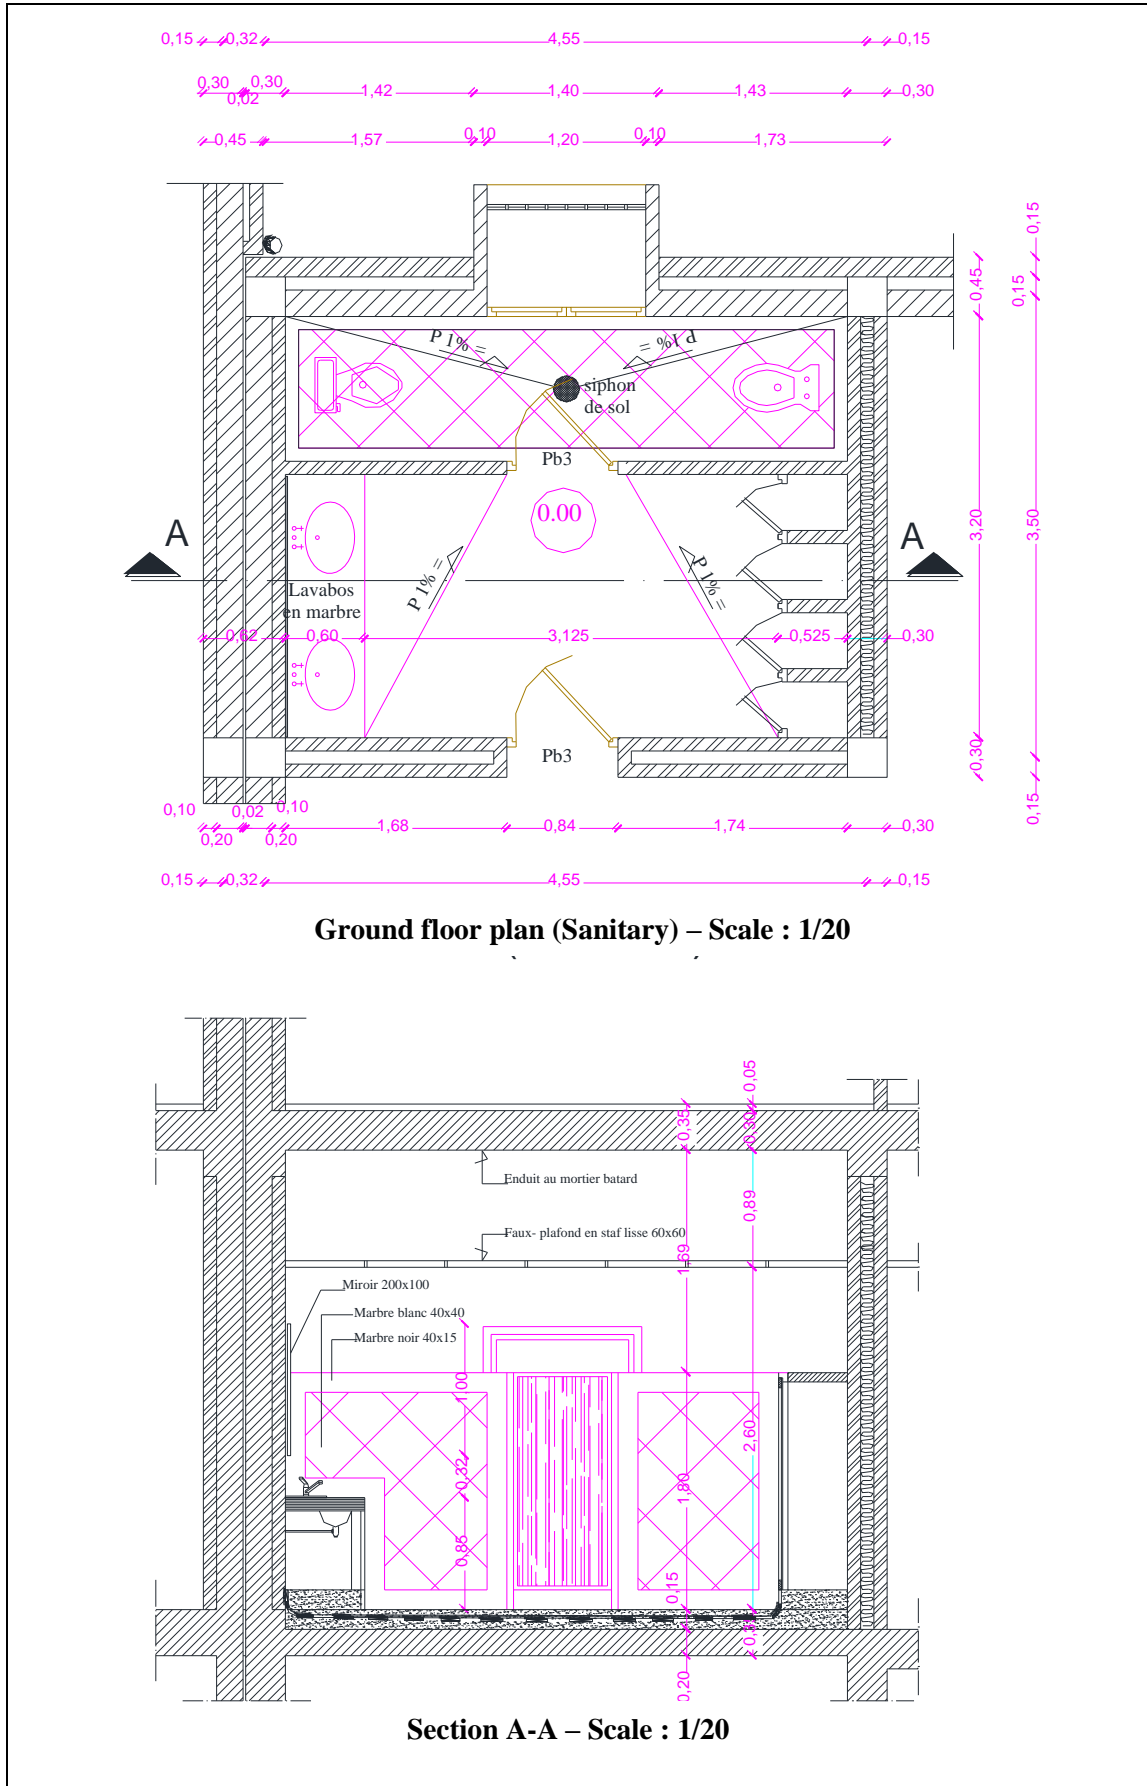 0,15 0,32 4,55 0,15
0,30 0,30 1,42 1,40 1,43 0,30
0,02
0,45 1,57 0,10 1,20 0,10 1,73
0,15
0,45
0,15
P 1% =
P 1% =
siphon
de sol
Pb3
0.00
A
A
3,20
3,50
P 1% =
P 1% =
Lavabos
en marbre
0,62 0,60 3,125 0,525 0,30
Pb3
0,30
0,15
0,10 0,02 0,10
0,20 0,20 1,68 0,84 1,74 0,30
0,15 0,32 4,55 0,15
Ground floor plan (Sanitary) – Scale : 1/20
0,05
0,35
0,30
Enduit au mortier batard
0,89
Faux- plafond en staf lisse 60x60
1,69
Miroir 200x100
Marbre blanc 40x40
Marbre noir 40x15
1,00
2,60
0,32
1,80
0,85
0,15
0,20
Section A-A – Scale : 1/20